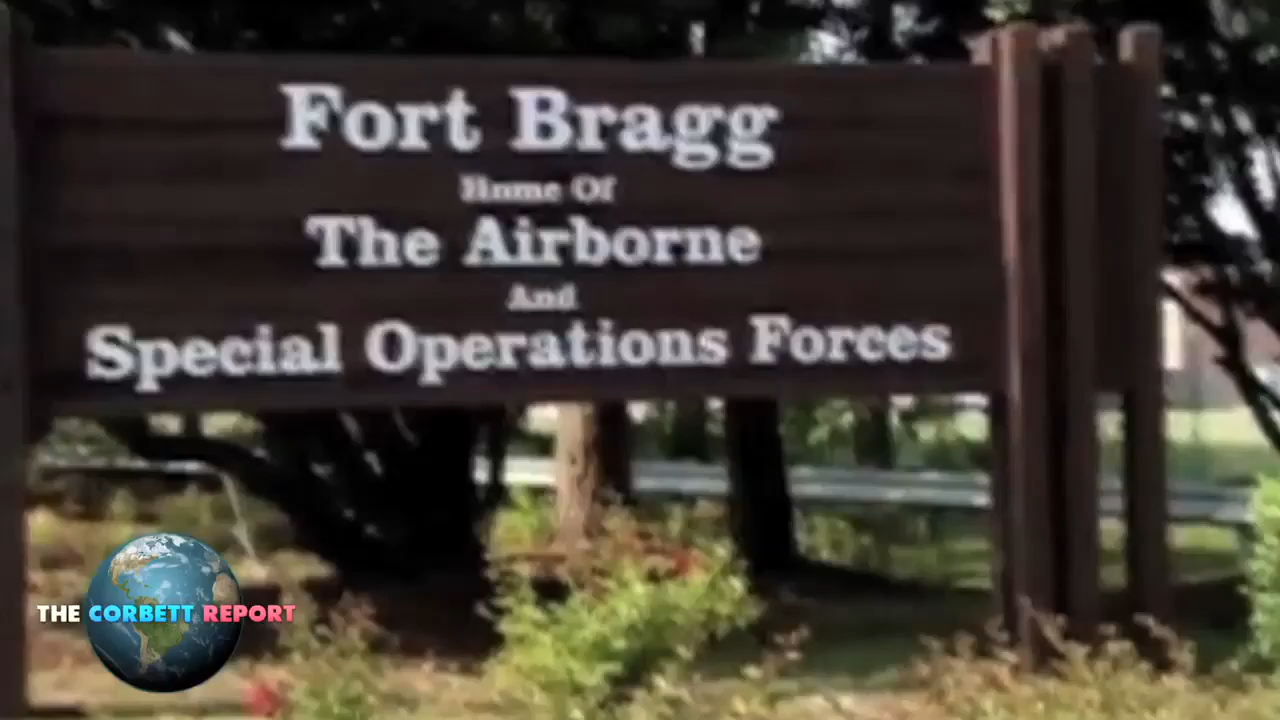 Fort Bragg
Home Of
The Airborne
And
Special Operations Forces
THE CORBETT REPORT